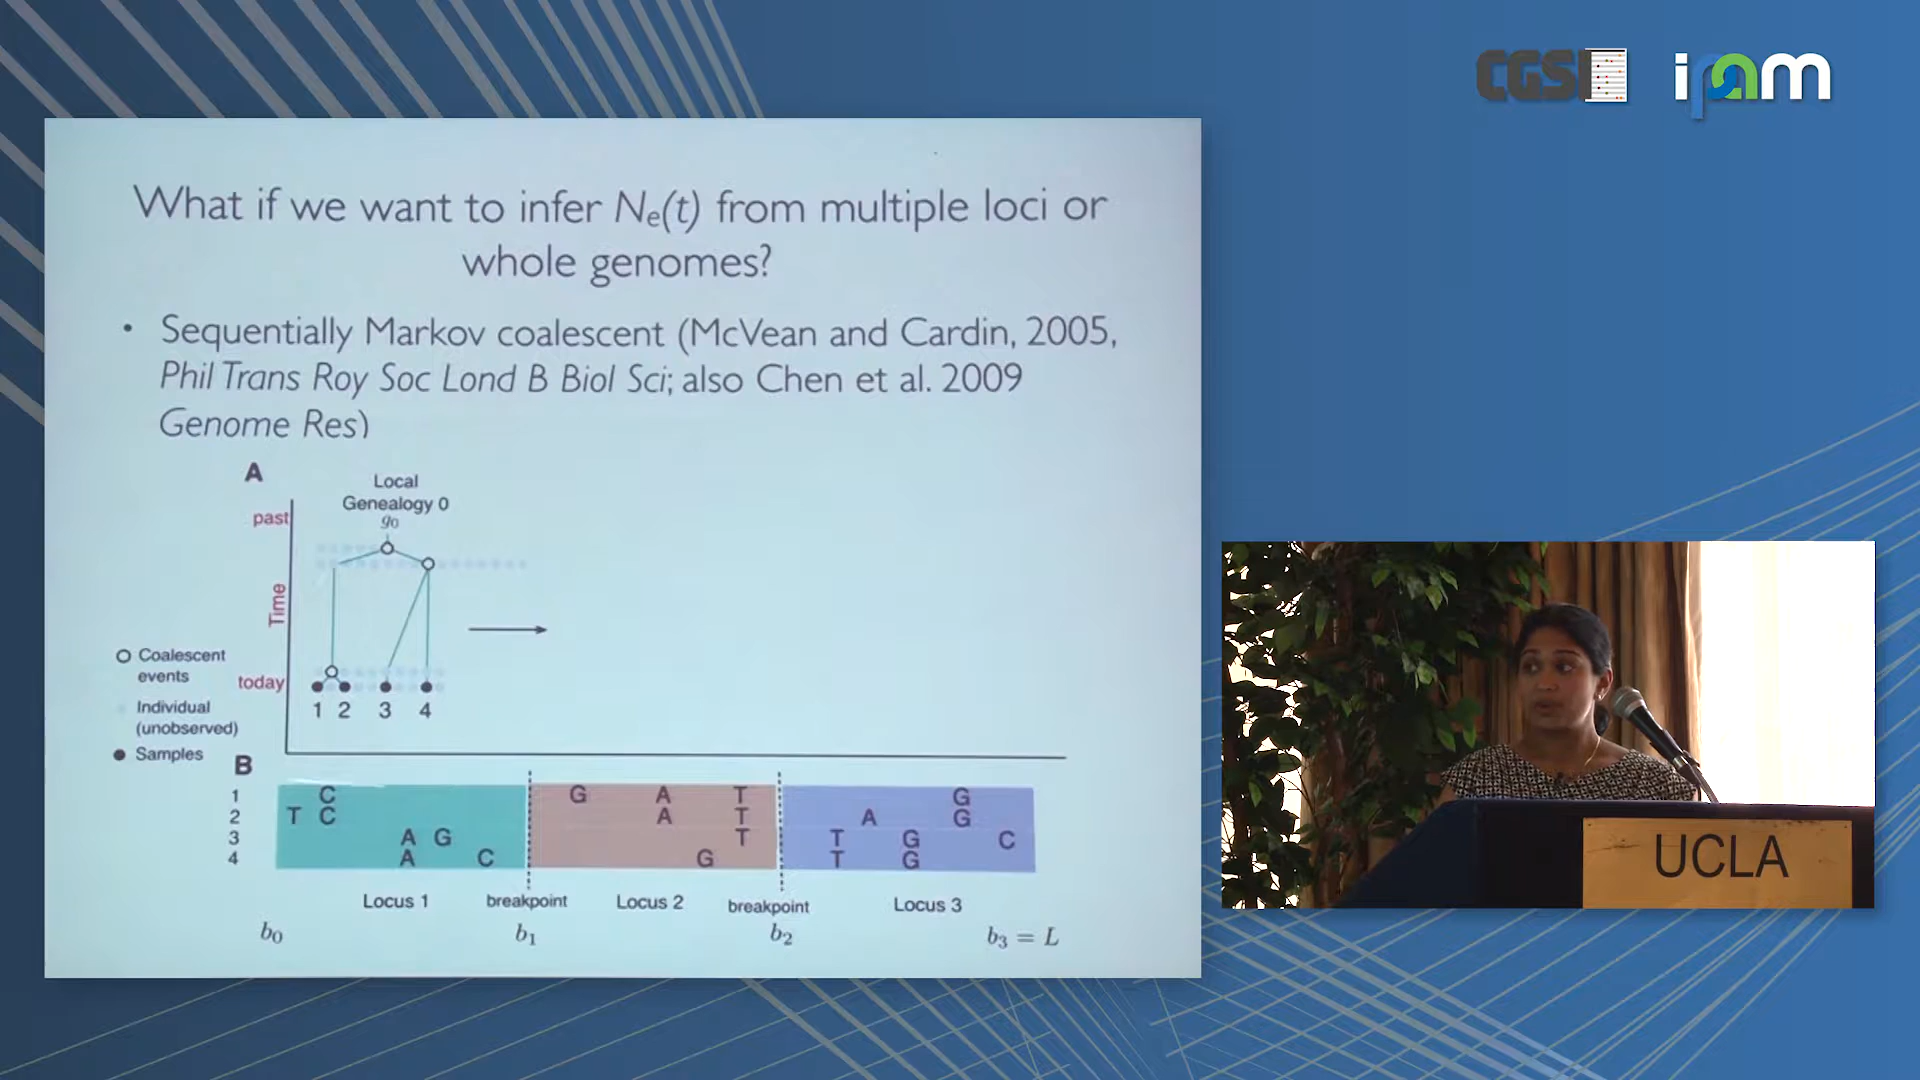 CGSI
ipam
What if we want to infer Ne(t) from multiple loci or
whole genomes?
• Sequentially Markov coalescent (McVean and Cardin, 2005,
Phil Trans Roy Soc Lond B Biol Sci; also Chen et al. 2009
Genome Res)
A
Local
Genealogy 0
g0
past
Time
today
Coalescent
events
Individual
(unobserved)
Samples
1 2 3 4
B
1 C G A T G
2 T C A T A G
3 A G T T G C
4 A C G T G
Locus 1 breakpoint Locus 2 breakpoint Locus 3
b0 b1 b2 b3 = L
UCLA